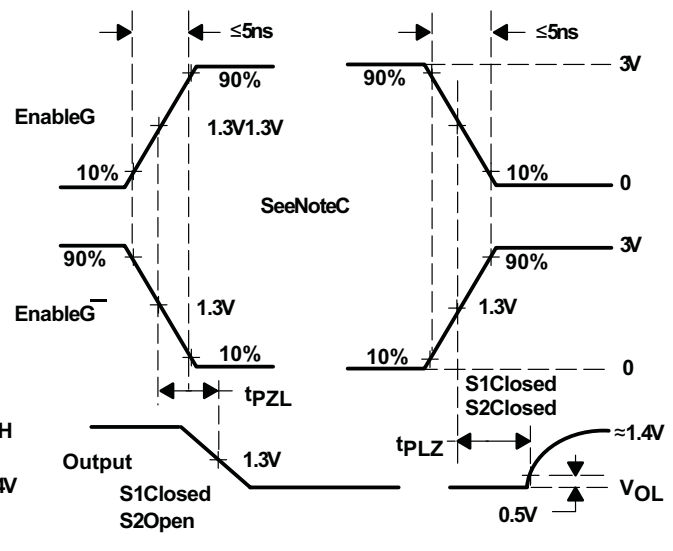 ≤5ns ≤5ns
3V
90% 90%
EnableG
1.3V1.3V
10% 10%
0
SeeNoteC
3V
90% 90%
EnableG̅
1.3V 1.3V
10% 10%
0
tPZL
S1Closed
S2Closed
H
tPLZ
≈1.4V
Output
1.3V
4V
S1Closed
S2Open
VOL
0.5V